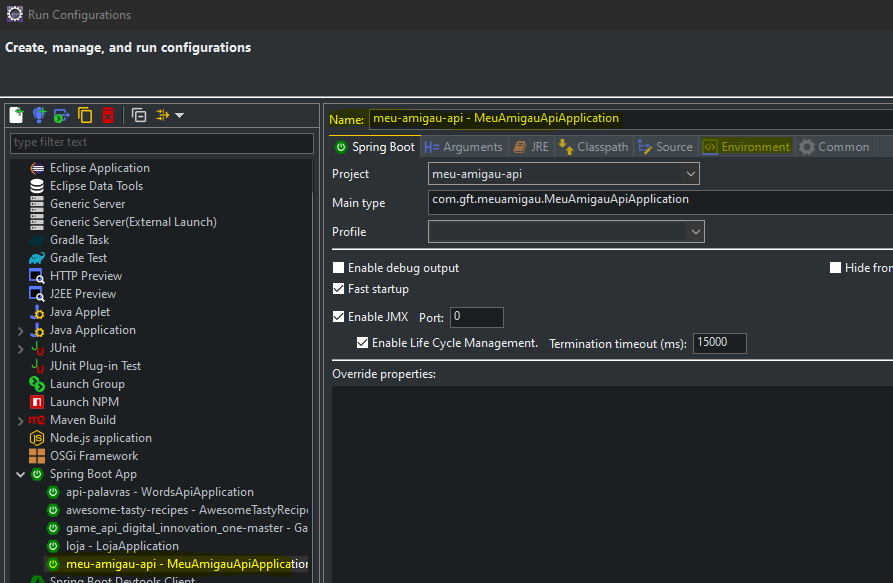 Run Configurations
Create, manage, and run configurations
type filter text
Eclipse Application
Eclipse Data Tools
Generic Server
Generic Server(External Launch)
Gradle Task
Gradle Test
HTTP Preview
J2EE Preview
Java Applet
Java Application
JUnit
JUnit Plug-in Test
Launch Group
Launch NPM
Maven Build
Node.js application
OSGi Framework
Spring Boot App
api-palavras - WordsApiApplication
awesome-tasty-recipes - AwesomeTastyRecipe
game_api_digital_innovation_one-master - Ga
loja - LojaApplication
meu-amigau-api - MeuAmigauApiApplication
Spring Boot Devtools Client
Name: meu-amigau-api - MeuAmigauApiApplication
Spring Boot Arguments JRE Classpath Source Environment Common
Project meu-amigau-api
Main type com.gft.meuamigau.MeuAmigauApiApplication
Profile
Enable debug output Hide from
Fast startup
Enable JMX Port: 0
Enable Life Cycle Management. Termination timeout (ms): 15000
Override properties: